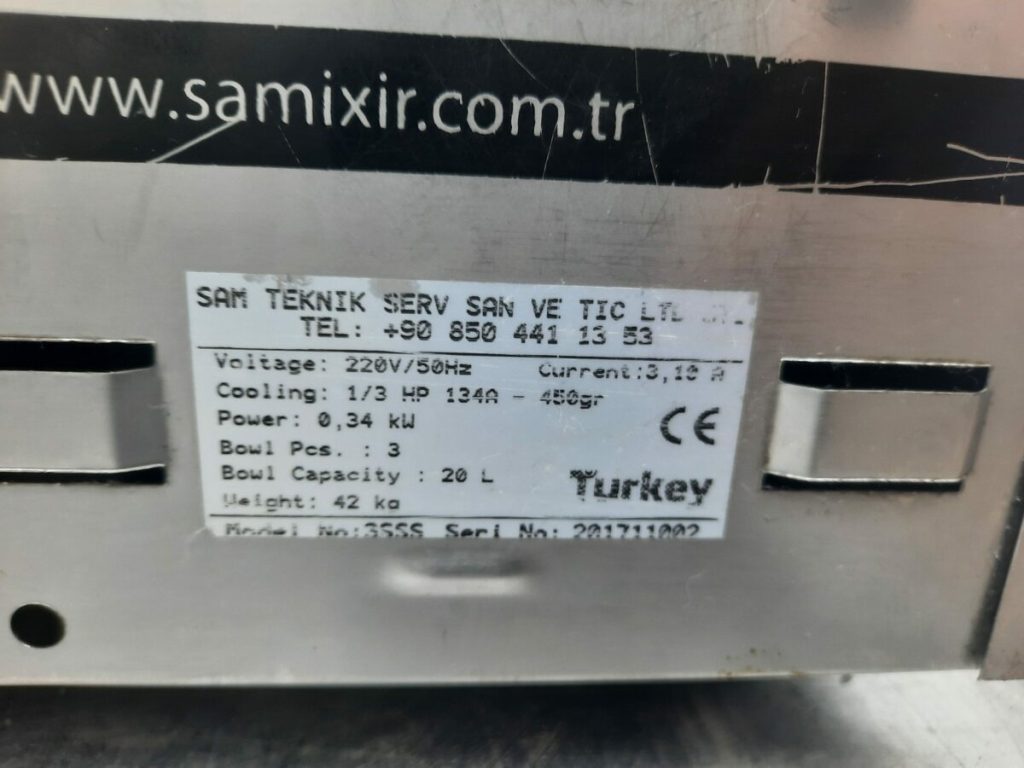 www.samixir.com.tr
SAM TEKNIK SERV SAN VE TIC LTD
TEL: +90 850 441 13 53
Voltage: 220V/50Hz Current:3,10 A
Cooling: 1/3 HP 134A - 450gr
Power: 0,34 kW
CE
Bowl Pcs. : 3
Bowl Capacity : 20 L
Turkey
Weight: 42 kg
Model No:3SSS Seri No: 201711002